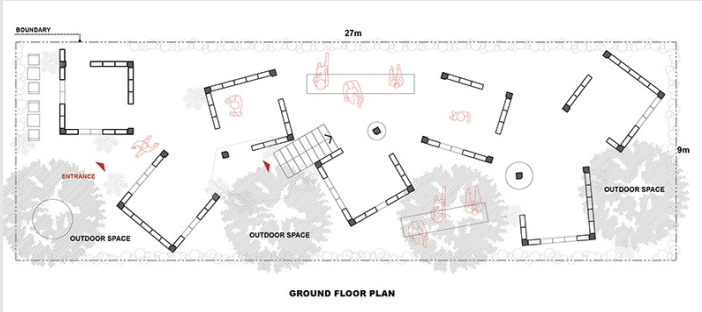 BOUNDARY
27m
9m
ENTRANCE
OUTDOOR SPACE
OUTDOOR SPACE
OUTDOOR SPACE
GROUND FLOOR PLAN